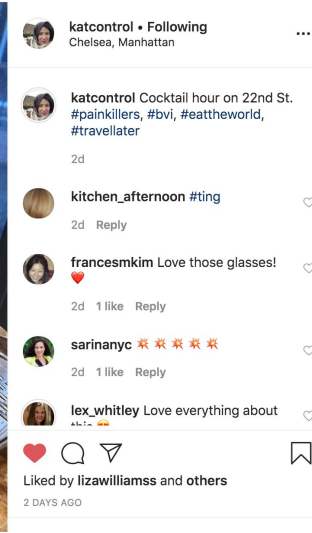 katcontrol • Following
Chelsea, Manhattan
katcontrol Cocktail hour on 22nd St.
#painkillers, #bvi, #eattheworld,
#travellater
2d
kitchen_afternoon #ting
2d Reply
francesmkim Love those glasses!
❤️
2d 1 like Reply
sarinanyc 💥 💥 💥 💥 💥
2d 1 like Reply
lex_whitley Love everything about
this 😍
Liked by lizawilliamss and others
2 DAYS AGO